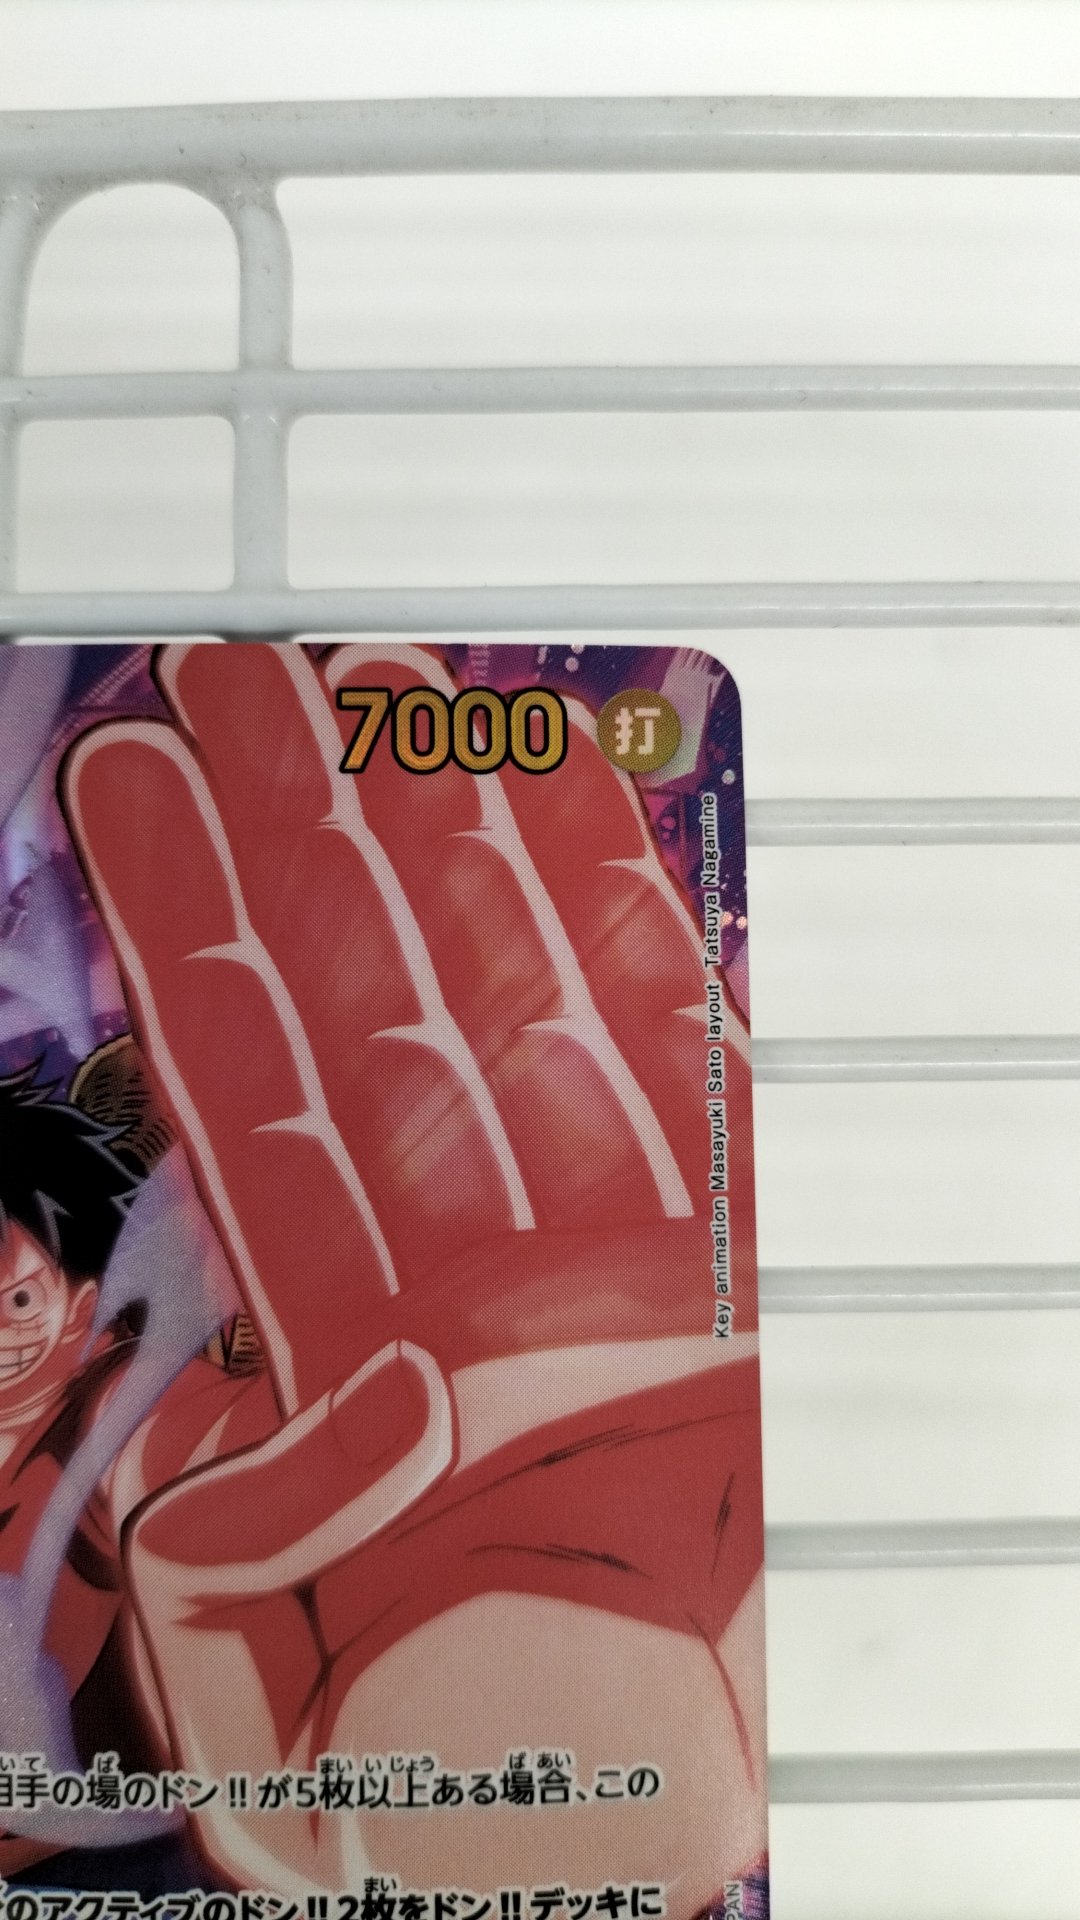 7000 打
Key animation Masayuki Sato layout Tatsuya Nagamine
手の場のドン!!が5枚以上ある場合、この
のアクティブのドン!!2枚をドン!!デッキに